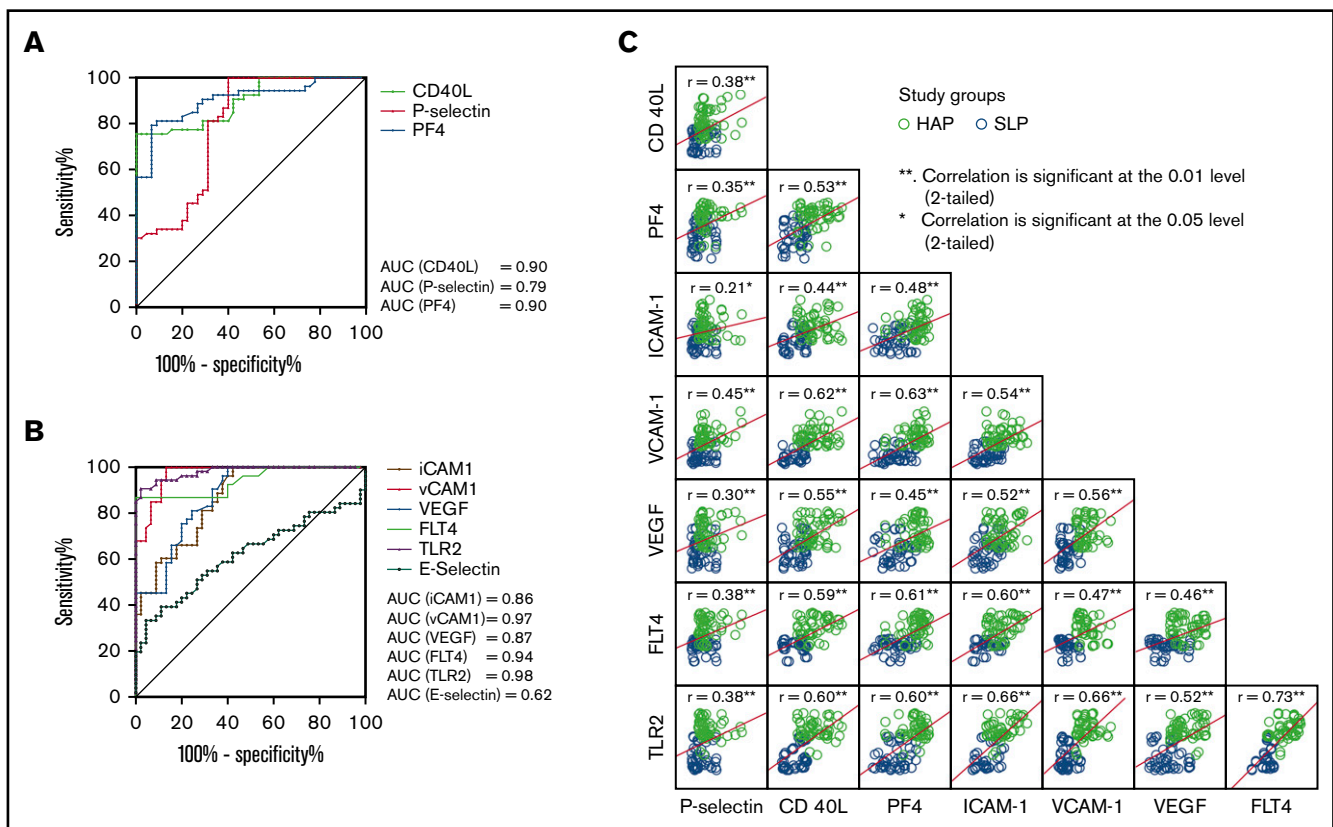 A
100
80
60
40
20
0
Sensitivity%
0 20 40 60 80 100
100% - specificity%
CD40L
P-selectin
PF4
AUC (CD40L) = 0.90
AUC (P-selectin) = 0.79
AUC (PF4) = 0.90
B
100
80
60
40
20
0
Sensitivity%
0 20 40 60 80 100
100% - specificity%
iCAM1
vCAM1
VEGF
FLT4
TLR2
E-Selectin
AUC (iCAM1) = 0.86
AUC (vCAM1) = 0.97
AUC (VEGF) = 0.87
AUC (FLT4) = 0.94
AUC (TLR2) = 0.98
AUC (E-selectin) = 0.62
C
Study groups
HAP SLP
**. Correlation is significant at the 0.01 level
(2-tailed)
* Correlation is significant at the 0.05 level
(2-tailed)
CD 40L
r = 0.38**
PF4
r = 0.35** r = 0.53**
ICAM-1
r = 0.21* r = 0.44** r = 0.48**
VCAM-1
r = 0.45** r = 0.62** r = 0.63** r = 0.54**
VEGF
r = 0.30** r = 0.55** r = 0.45** r = 0.52** r = 0.56**
FLT4
r = 0.38** r = 0.59** r = 0.61** r = 0.60** r = 0.47** r = 0.46**
TLR2
r = 0.38** r = 0.60** r = 0.60** r = 0.66** r = 0.66** r = 0.52** r = 0.73**
P-selectin CD 40L PF4 ICAM-1 VCAM-1 VEGF FLT4